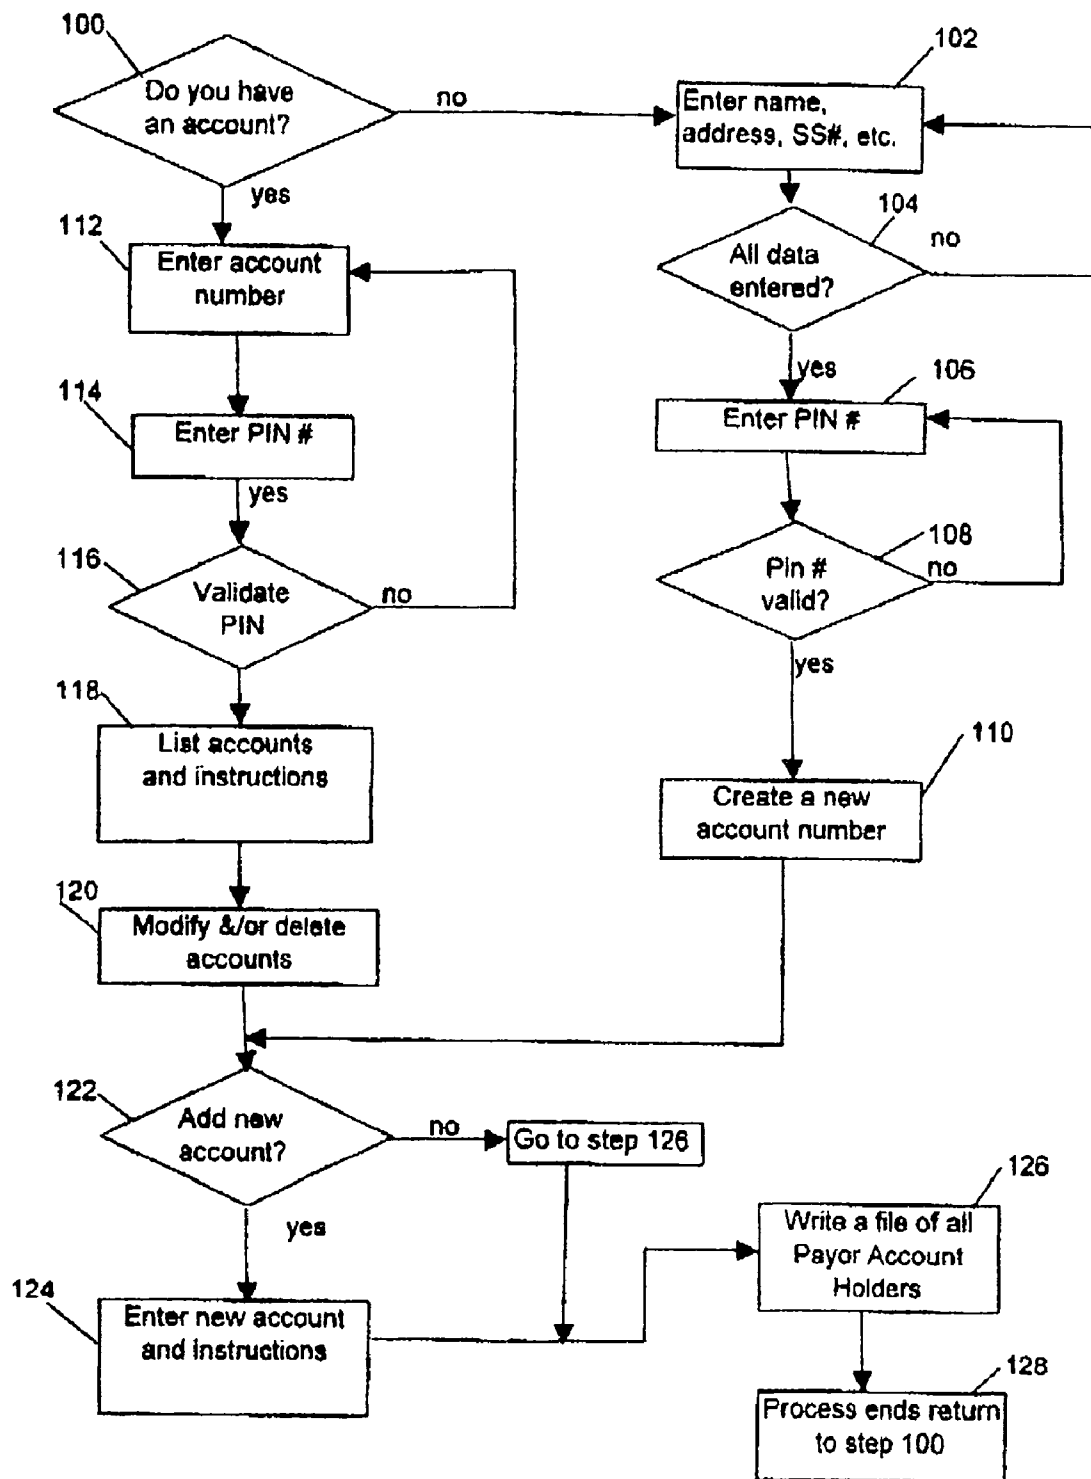 100
Do you have
an account?
no
yes
102
Enter name,
address, SS#, etc.
104
All data
entered?
no
yes
112
Enter account
number
106
Enter PIN #
114
Enter PIN #
yes
108
Pin #
valid?
no
yes
116
Validate
PIN
no
118
List accounts
and instructions
110
Create a new
account number
120
Modify &/or delete
accounts
122
Add new
account?
no
Go to step 126
yes
124
Enter new account
and instructions
126
Write a file of all
Payor Account
Holders
128
Process ends return
to step 100